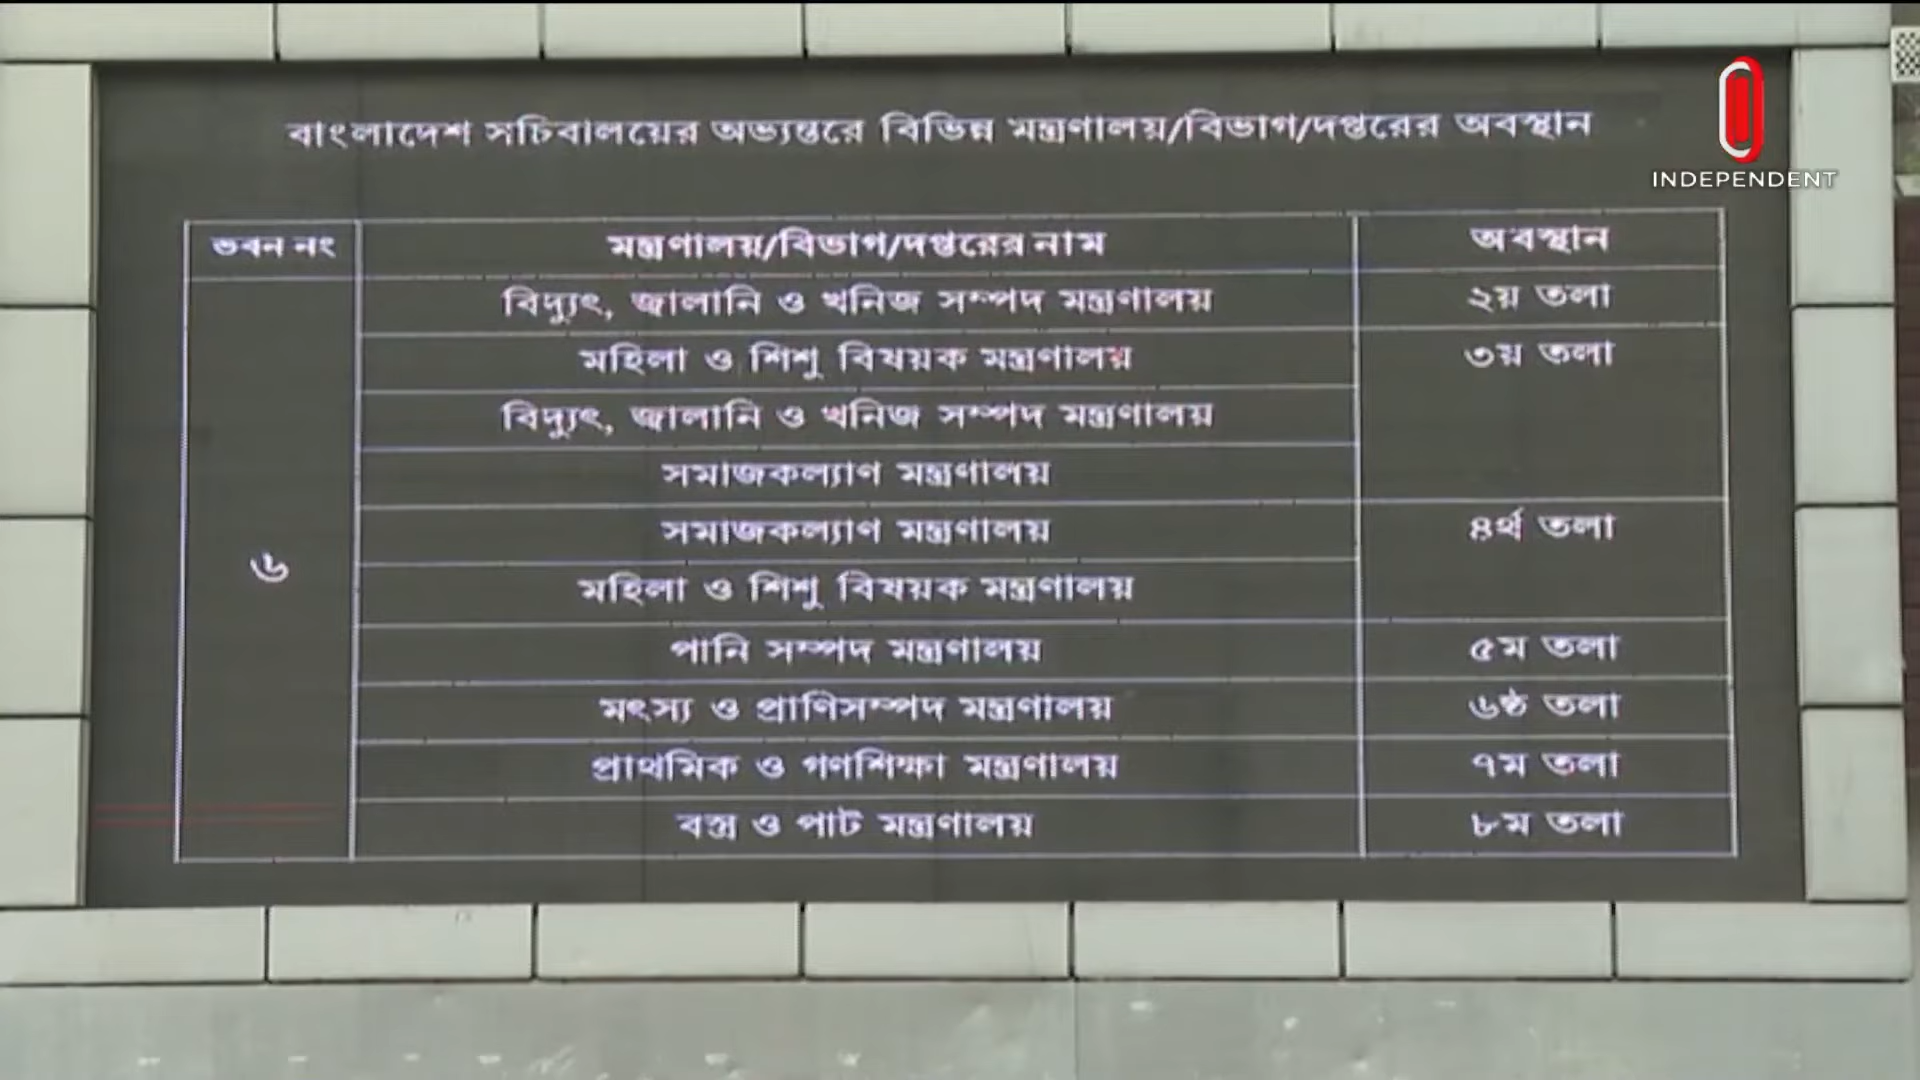 বাংলাদেশ সচিবালয়ের অভ্যন্তরে বিভিন্ন মন্ত্রণালয়/বিভাগ/দপ্তরের অবস্থান
INDEPENDENT
ভবন নং মন্ত্রণালয়/বিভাগ/দপ্তরের নাম অবস্থান
বিদ্যুৎ, জ্বালানি ও খনিজ সম্পদ মন্ত্রণালয় ২য় তলা
মহিলা ও শিশু বিষয়ক মন্ত্রণালয় ৩য় তলা
বিদ্যুৎ, জ্বালানি ও খনিজ সম্পদ মন্ত্রণালয়
সমাজকল্যাণ মন্ত্রণালয়
সমাজকল্যাণ মন্ত্রণালয় ৪র্থ তলা
৬
মহিলা ও শিশু বিষয়ক মন্ত্রণালয়
পানি সম্পদ মন্ত্রণালয় ৫ম তলা
মৎস্য ও প্রাণিসম্পদ মন্ত্রণালয় ৬ষ্ঠ তলা
প্রাথমিক ও গণশিক্ষা মন্ত্রণালয় ৭ম তলা
বস্ত্র ও পাট মন্ত্রণালয় ৮ম তলা